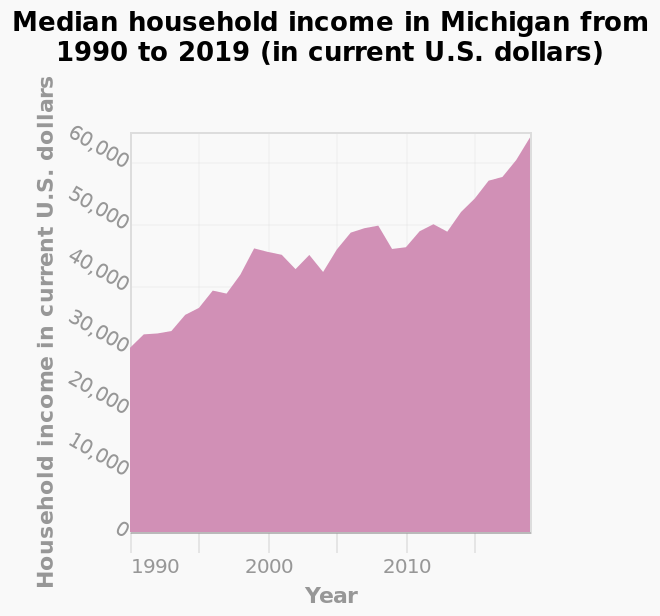 Median household income in Michigan from
1990 to 2019 (in current U.S. dollars)
Household income in current U.S. dollars
60,000
50,000
40,000
30,000
20,000
10,000
0
1990
2000
2010
Year